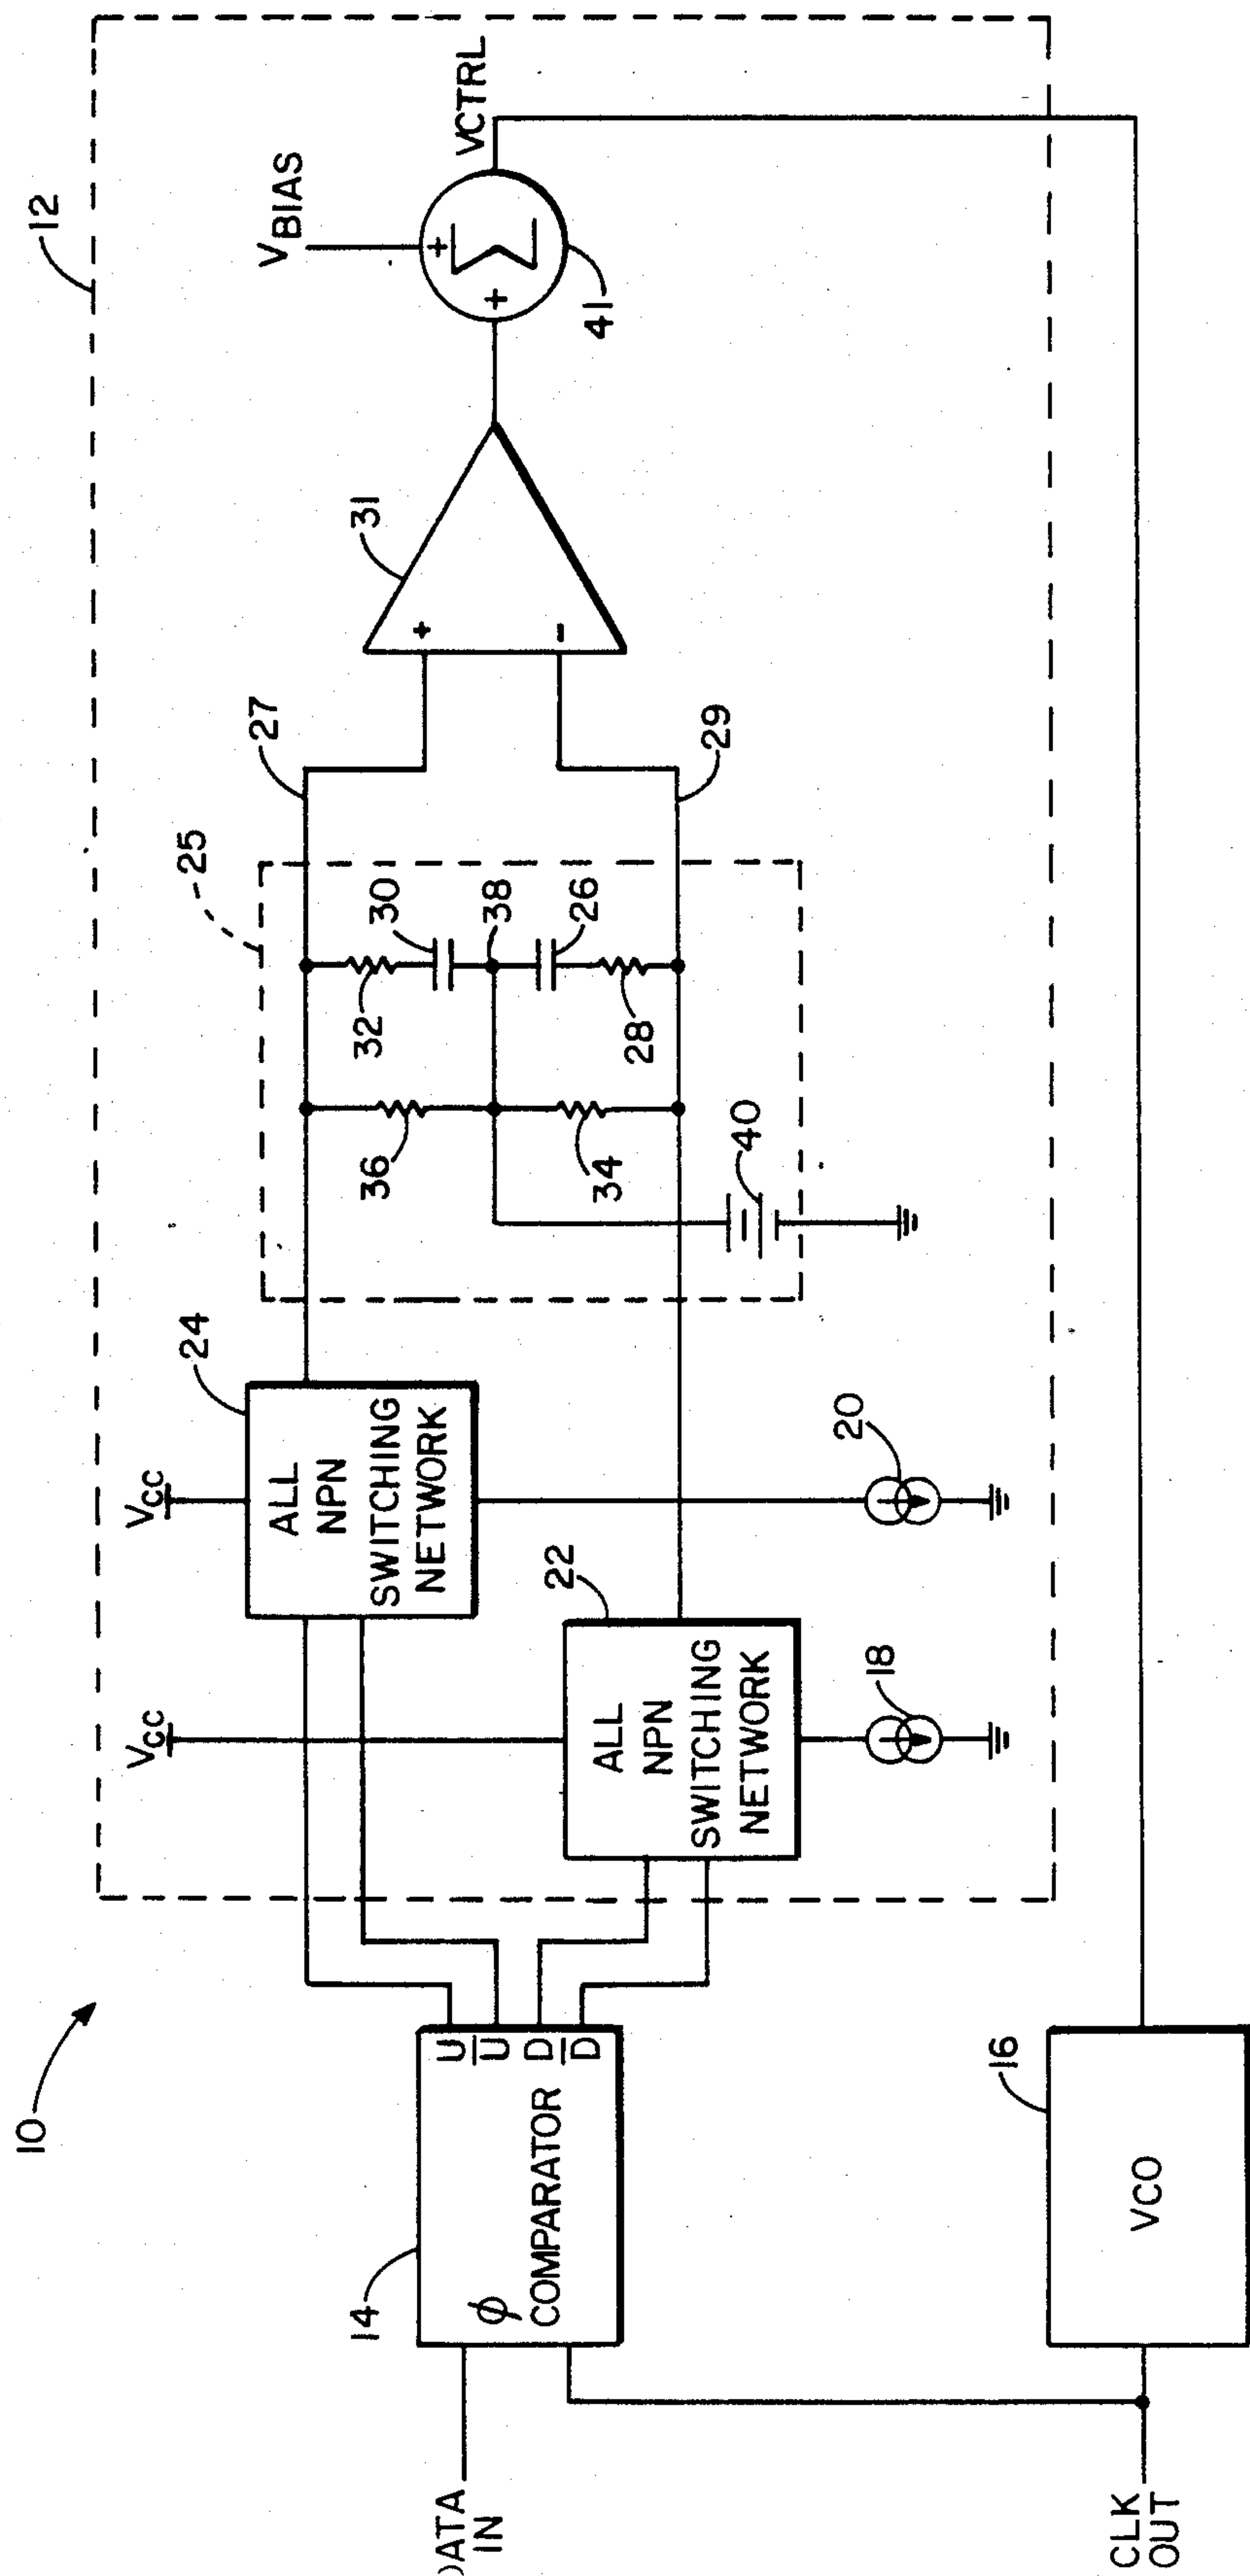 10
12
DATA
IN
14
ϕ
COMPARATOR
U
U̅
D
D̅
VCC
VCC
24
ALL
NPN
SWITCHING
NETWORK
22
ALL
NPN
SWITCHING
NETWORK
18
20
25
36
34
40
32
30
38
26
28
27
29
31
+
-
VBIAS
+
+
Σ
41
VCTRL
16
VCO
CLK
OUT